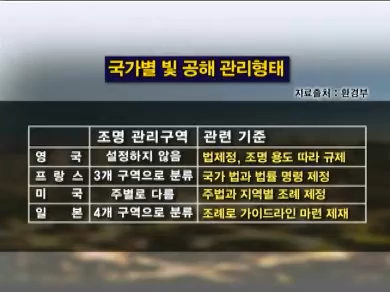 국가별 빛 공해 관리형태
자료출처 : 환경부
조명 관리구역 관련 기준
영 국 설정하지 않음 법제정, 조명 용도 따라 규제
프 랑 스 3개 구역으로 분류 국가 법과 법률 명령 제정
미 국 주별로 다름 주법과 지역별 조례 제정
일 본 4개 구역으로 분류 조례로 가이드라인 마련 제재